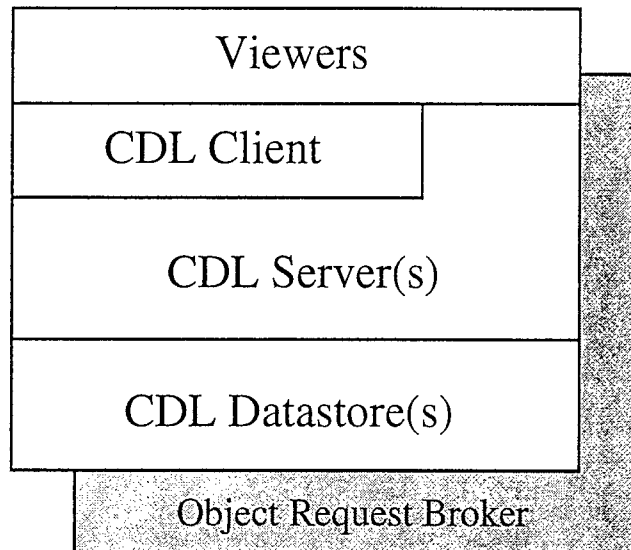 Viewers
CDL Client
CDL Server(s)
CDL Datastore(s)
Object Request Broker